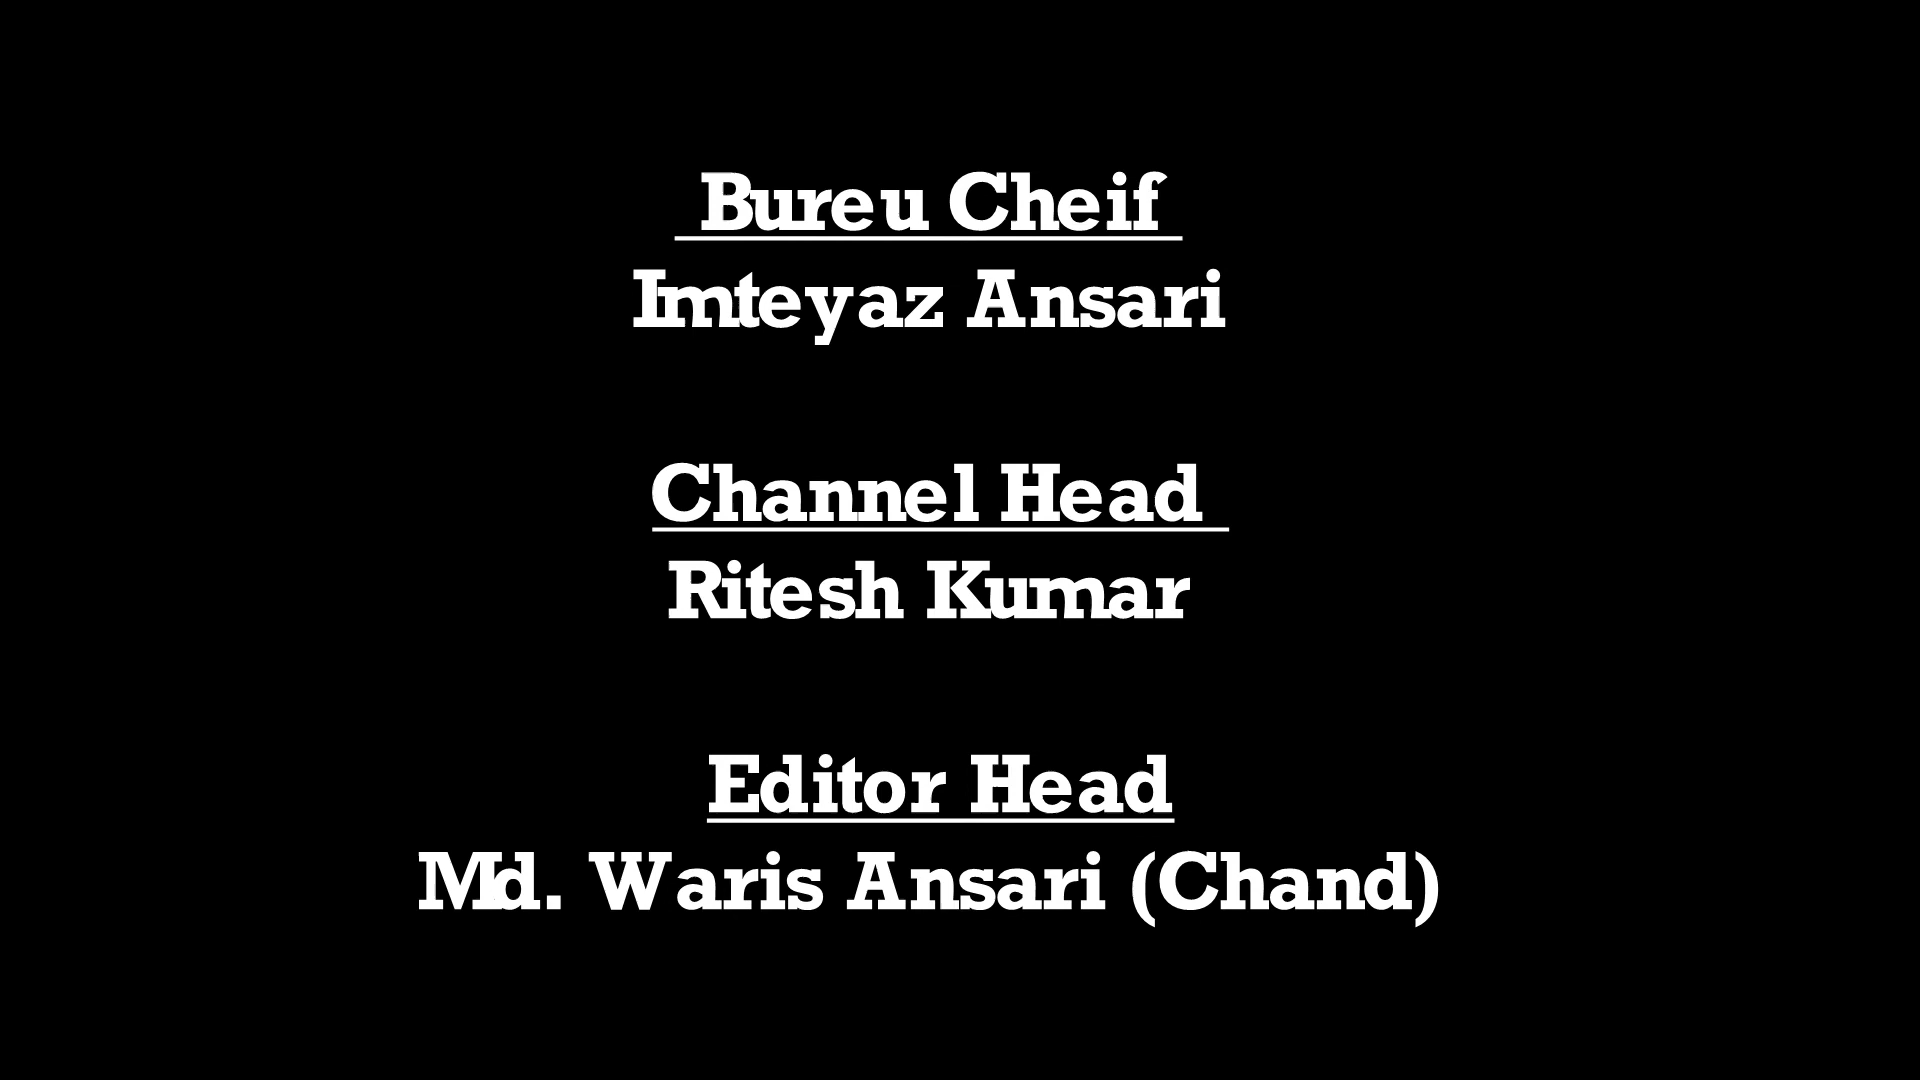 Bureu Cheif
Imteyaz Ansari
Channel Head
Ritesh Kumar
Editor Head
Md. Waris Ansari (Chand)